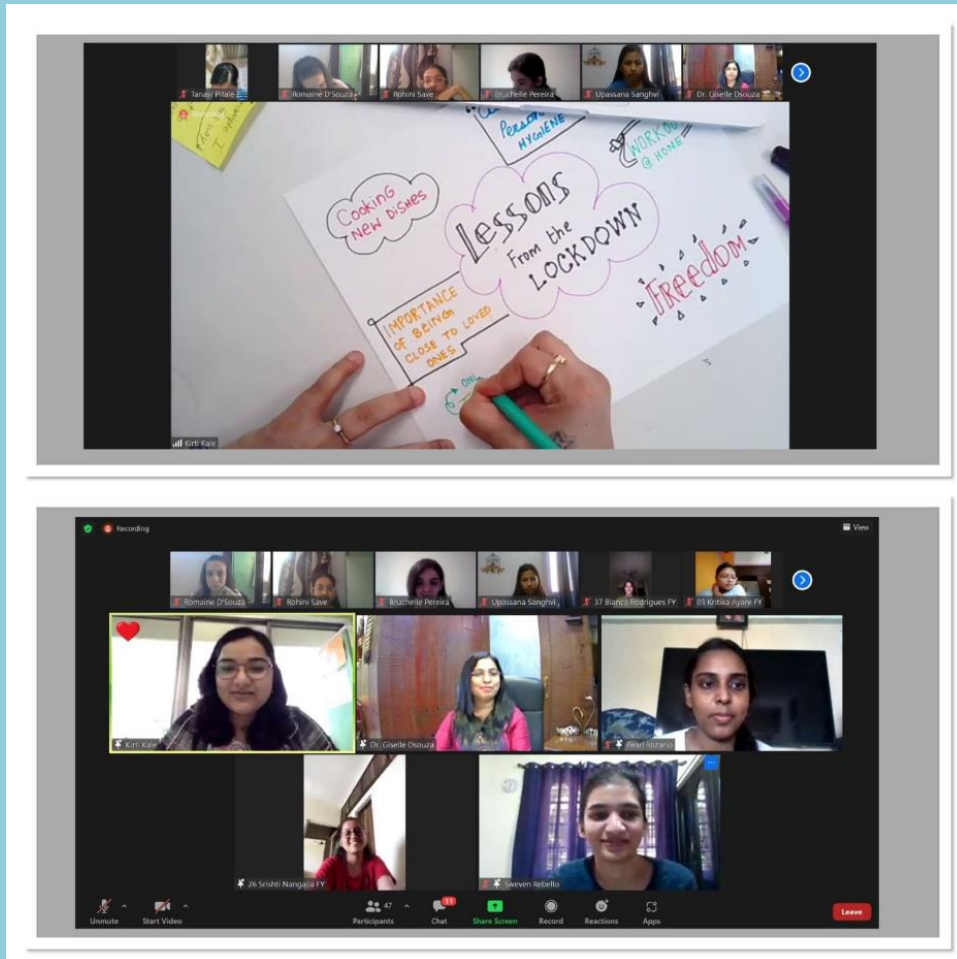 Tanavi Pitale
Romaine D'Souza
Rohini Save
Bruchelle Pereira
Upassana Sanghvi
Dr. Giselle Dsouza
Personal
HYGIENE
WORKOUT
@ HOME
COOKING
NEW DISHES
LESSONS
From the
LOCKDOWN
FREEDOM
IMPORTANCE
OF BEING
CLOSE TO LOVED
ONES
Kirti Kale
Recording
View
Romaine D'Souza
Rohini Save
Bruchelle Pereira
Upassana Sanghvi
37 Bianca Rodrigues FY
03 Kritika Ayare FY
Kirti Kale
Dr. Giselle Dsouza
Pearl Rozario
26 Srishti Nangalia FY
Sweven Rebello
47
11
Unmute
Start Video
Participants
Chat
Share Screen
Record
Reactions
Apps
Leave